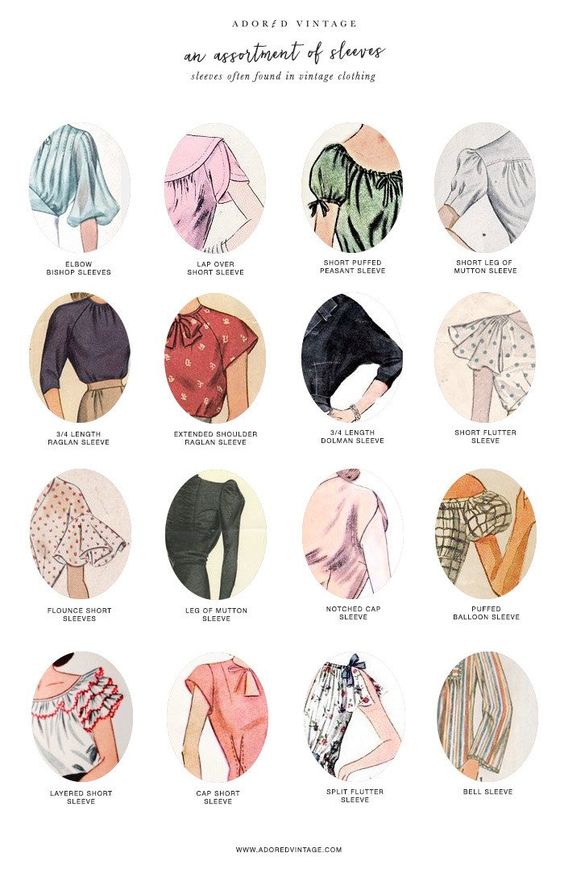 ADORED VINTAGE
an assortment of sleeves
sleeves often found in vintage clothing
ELBOW
BISHOP SLEEVES
LAP OVER
SHORT SLEEVE
SHORT PUFFED
PEASANT SLEEVE
SHORT LEG OF
MUTTON SLEEVE
3/4 LENGTH
RAGLAN SLEEVE
EXTENDED SHOULDER
RAGLAN SLEEVE
3/4 LENGTH
DOLMAN SLEEVE
SHORT FLUTTER
SLEEVE
FLOUNCE SHORT
SLEEVES
LEG OF MUTTON
SLEEVE
NOTCHED CAP
SLEEVE
PUFFED
BALLOON SLEEVE
LAYERED SHORT
SLEEVE
CAP SHORT
SLEEVE
SPLIT FLUTTER
SLEEVE
BELL SLEEVE
WWW.ADOREDVINTAGE.COM